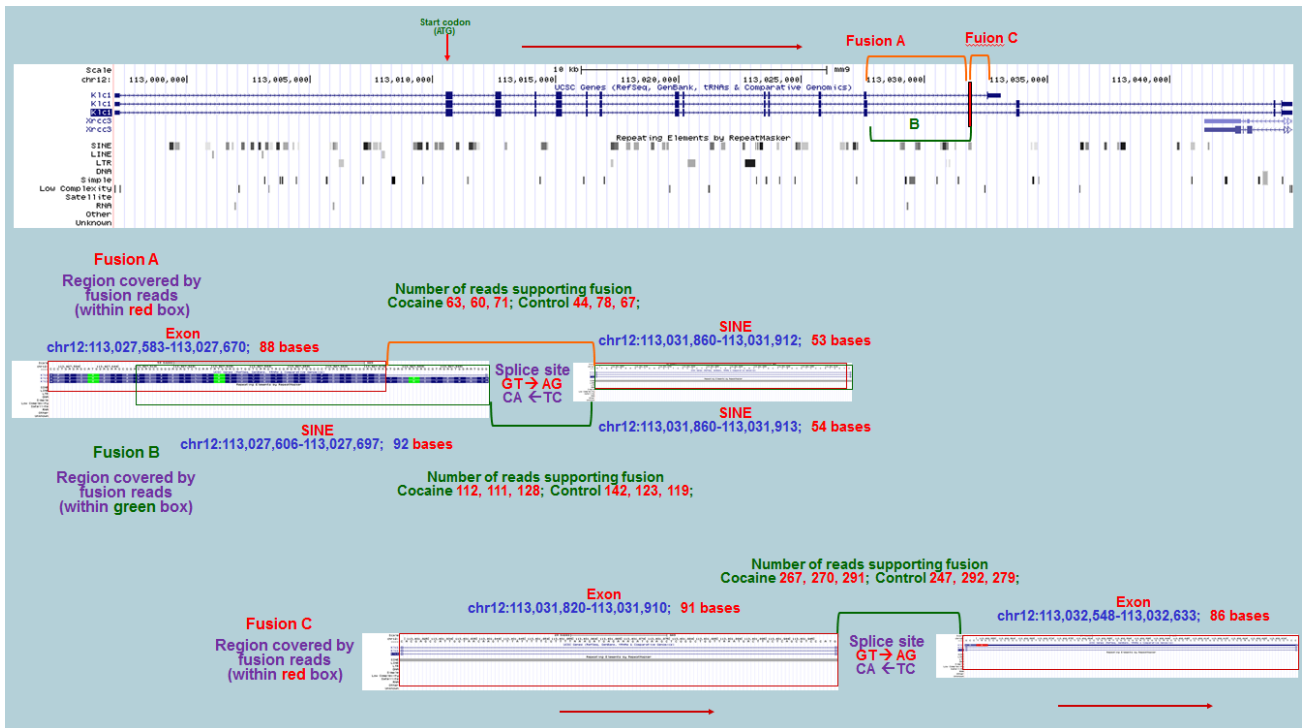 Start codon
(ATG)
Fusion A
Fuion C
Scale
10 kb
mm9
chr12:
113,000,000
113,005,000
113,010,000
113,015,000
113,020,000
113,025,000
113,030,000
113,035,000
113,040,000
UCSC Genes (RefSeq, GenBank, tRNAs & Comparative Genomics)
Klc1
Klc1
Klc1
Xrcc3
Xrcc3
B
Repeating Elements by RepeatMasker
SINE
LINE
LTR
DNA
Simple
Low Complexity
Satellite
RNA
Other
Unknown
Fusion A
Region covered by
fusion reads
(within red box)
Number of reads supporting fusion
Cocaine 63, 60, 71; Control 44, 78, 67;
Exon
chr12:113,027,583-113,027,670; 88 bases
SINE
chr12:113,031,860-113,031,912; 53 bases
Splice site
GT→AG
CA←TC
SINE
chr12:113,027,606-113,027,697; 92 bases
SINE
chr12:113,031,860-113,031,913; 54 bases
Fusion B
Region covered by
fusion reads
(within green box)
Number of reads supporting fusion
Cocaine 112, 111, 128; Control 142, 123, 119;
Number of reads supporting fusion
Cocaine 267, 270, 291; Control 247, 292, 279;
Exon
chr12:113,031,820-113,031,910; 91 bases
Exon
chr12:113,032,548-113,032,633; 86 bases
Fusion C
Region covered by
fusion reads
(within red box)
Splice site
GT→AG
CA←TC